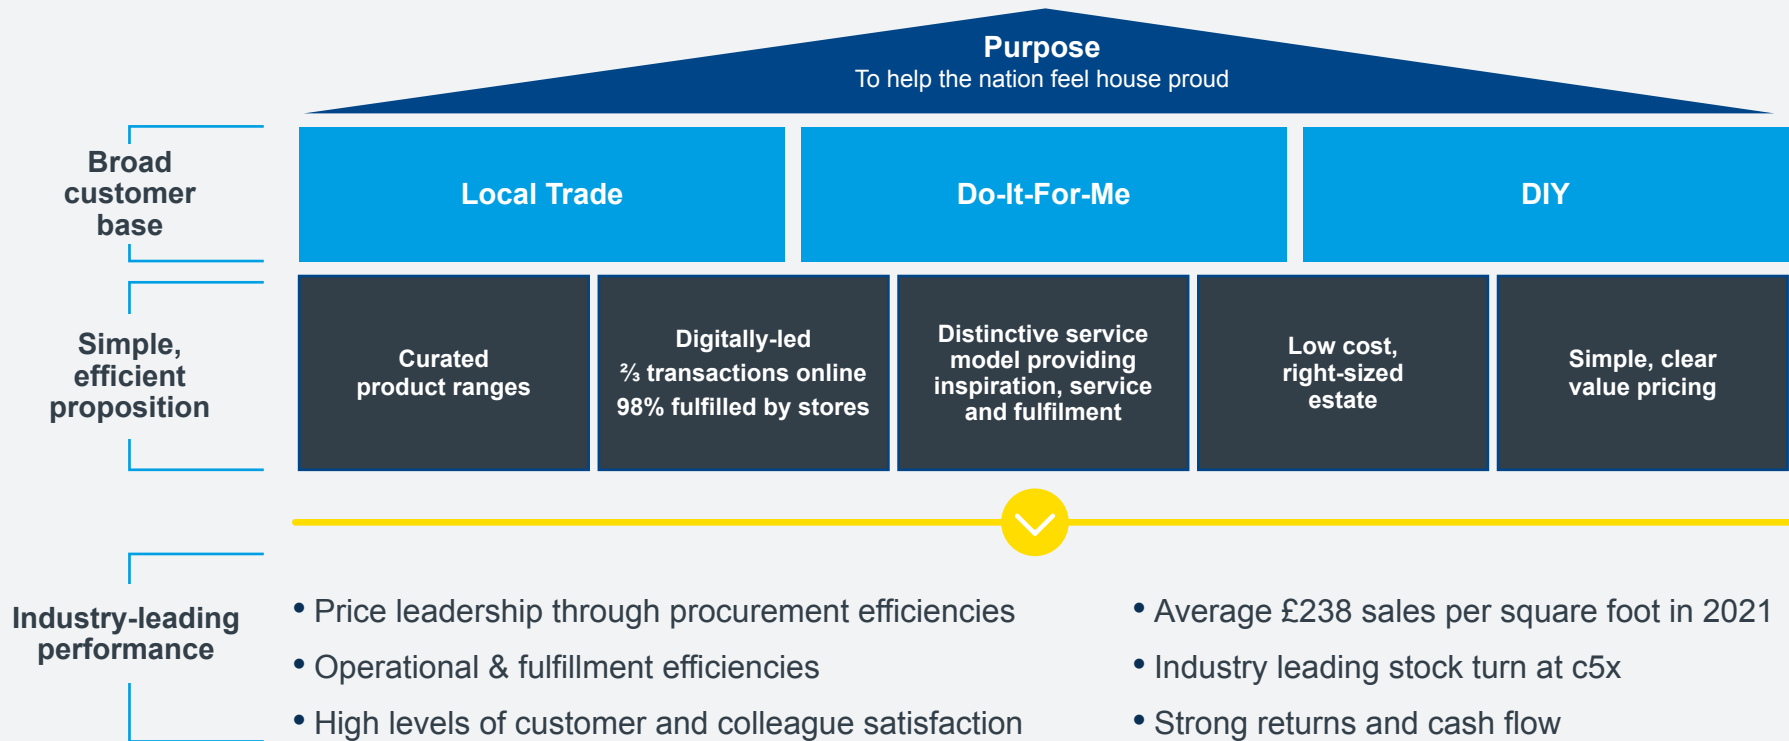 Purpose
To help the nation feel house proud
Broad
customer
base
Local Trade
Do-It-For-Me
DIY
Simple,
efficient
proposition
Curated
product ranges
Digitally-led
⅔ transactions online
98% fulfilled by stores
Distinctive service
model providing
inspiration, service
and fulfilment
Low cost,
right-sized
estate
Simple, clear
value pricing
Industry-leading
performance
• Price leadership through procurement efficiencies
• Operational & fulfillment efficiencies
• High levels of customer and colleague satisfaction
• Average £238 sales per square foot in 2021
• Industry leading stock turn at c5x
• Strong returns and cash flow